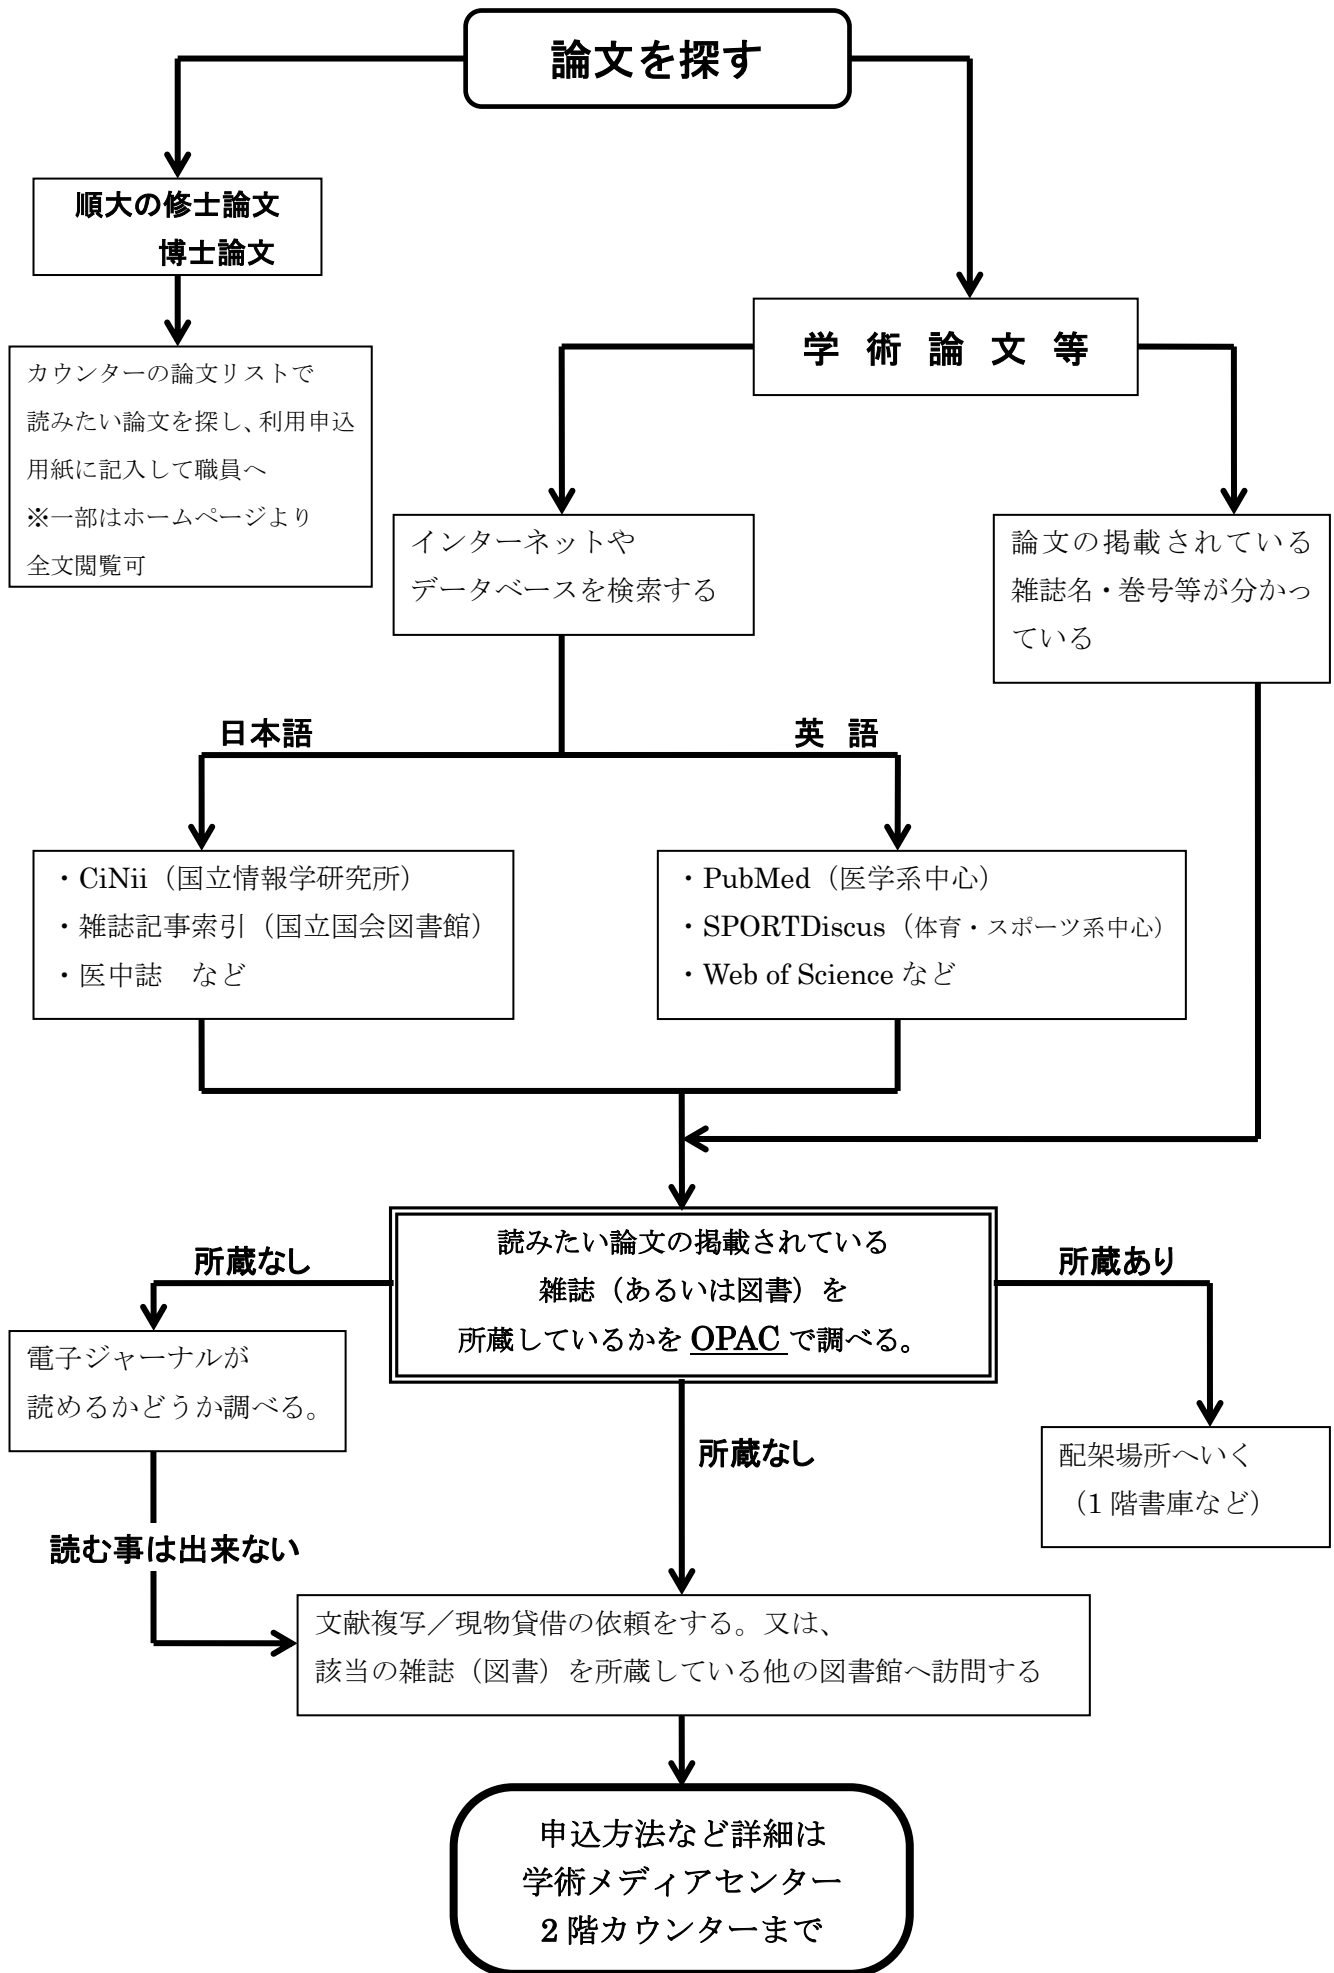 論文を探す
順大の修士論文
博士論文
カウンターの論文リストで
読みたい論文を探し、利用申込
用紙に記入して職員へ
※一部はホームページより
全文閲覧可
学 術 論 文 等
インターネットや
データベースを検索する
論文の掲載されている
雑誌名・巻号等が分かっ
ている
日本語
英 語
・CiNii（国立情報学研究所）
・雑誌記事索引（国立国会図書館）
・医中誌　など
・PubMed（医学系中心）
・SPORTDiscus（体育・スポーツ系中心）
・Web of Science など
読みたい論文の掲載されている
雑誌（あるいは図書）を
所蔵しているかを OPAC で調べる。
所蔵なし
所蔵あり
電子ジャーナルが
読めるかどうか調べる。
所蔵なし
配架場所へいく
（1 階書庫など）
読む事は出来ない
文献複写／現物貸借の依頼をする。又は、
該当の雑誌（図書）を所蔵している他の図書館へ訪問する
申込方法など詳細は
学術メディアセンター
2 階カウンターまで